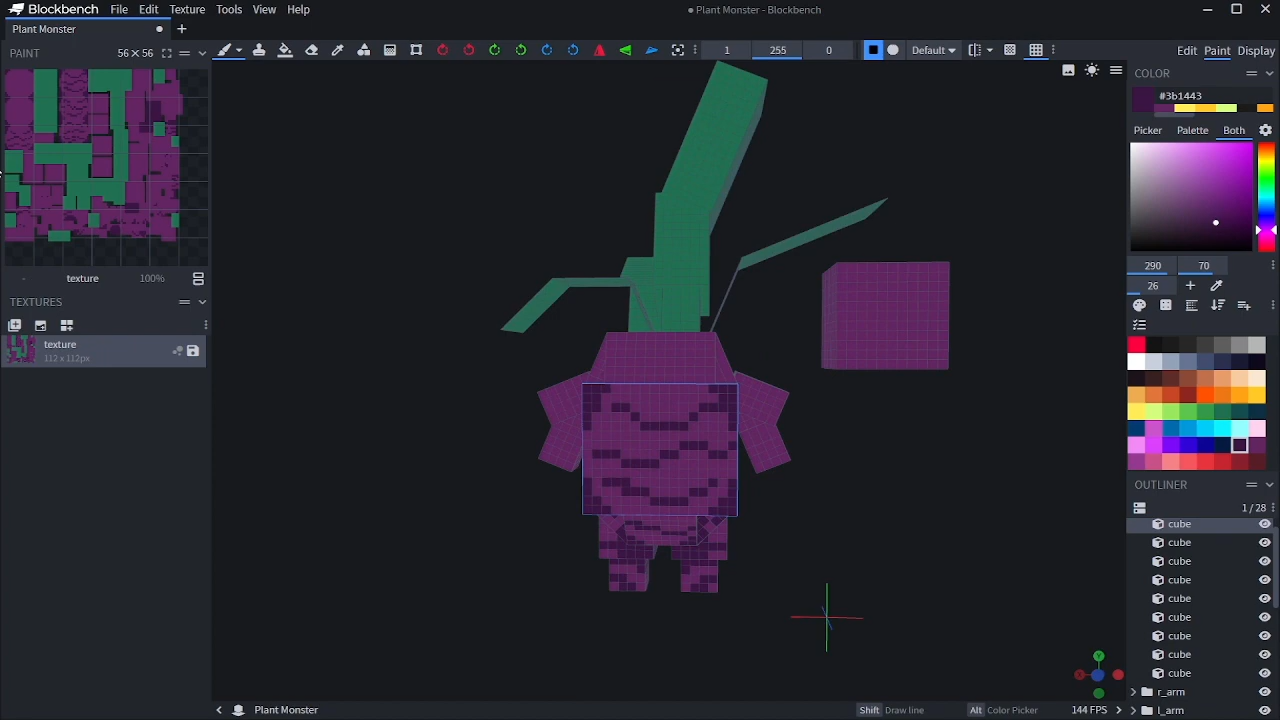 Blockbench File Edit Texture Tools View Help
Plant Monster - Blockbench
Plant Monster
PAINT 56×56
1 255 0 Default
Edit Paint Display
COLOR
#3b1443
Picker Palette Both
290 70
26
- texture 100%
TEXTURES
texture
112 x 112px
OUTLINER
1/28
cube
cube
cube
cube
cube
cube
cube
cube
cube
r_arm
l_arm
Plant Monster
Shift Draw line Alt Color Picker 144 FPS